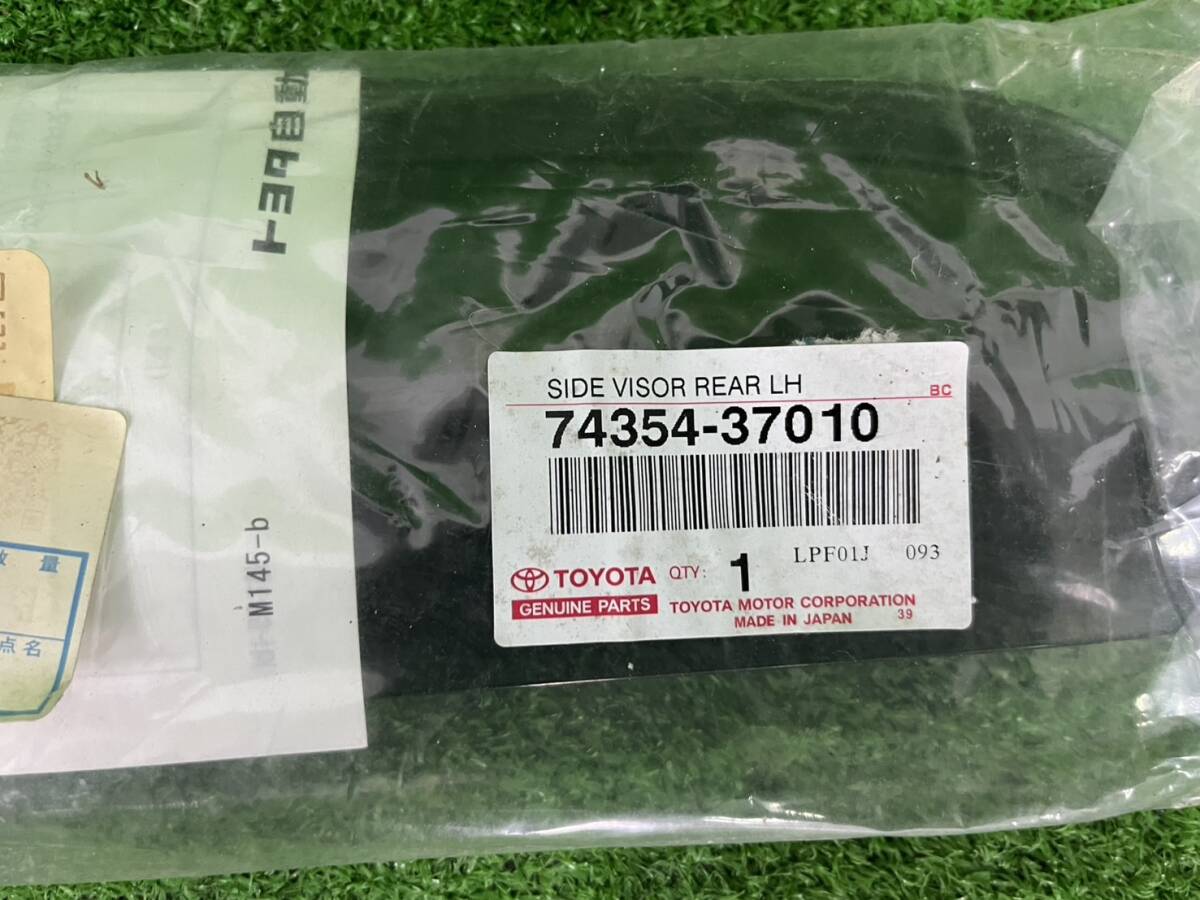 トヨタ自動
M145-b
数 量
点 名
SIDE VISOR REAR LH
BC
74354-37010
TOYOTA
GENUINE PARTS
QTY: 1
LPF01J 093
TOYOTA MOTOR CORPORATION
MADE IN JAPAN 39